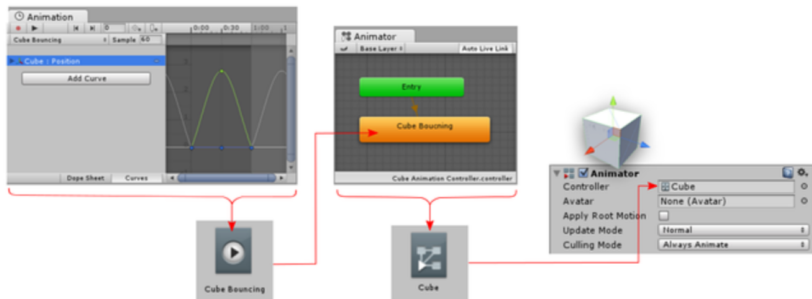 Animation
0
0:00
0:30
1:00
Cube Bouncing
Sample
60
Cube : Position
Add Curve
Dope Sheet
Curves
Cube Bouncing
Animator
Base Layer
Auto Live Link
Entry
Cube Boucning
Cube Animation Controller.controller
Cube
Animator
Controller
Cube
Avatar
None (Avatar)
Apply Root Motion
Update Mode
Normal
Culling Mode
Always Animate